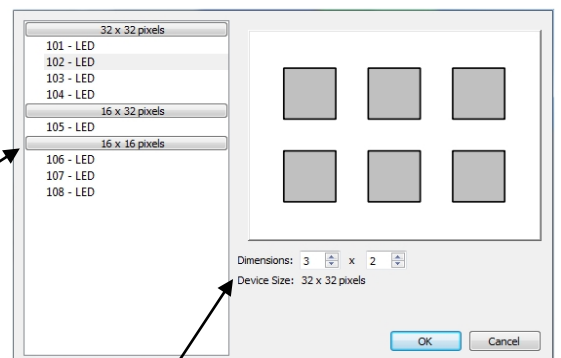 32 x 32 pixels
101 - LED
102 - LED
103 - LED
104 - LED
16 x 32 pixels
105 - LED
16 x 16 pixels
106 - LED
107 - LED
108 - LED
Dimensions: 3 x 2
Device Size: 32 x 32 pixels
OK Cancel